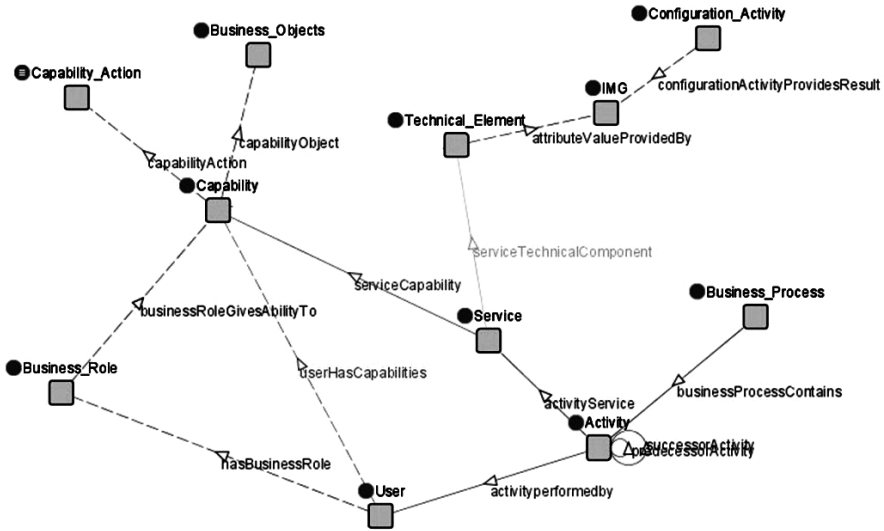 Configuration_Activity
Business_Objects
Capability_Action
IMG
configurationActivityProvidesResult
Technical_Element
attributeValueProvidedBy
capabilityObject
capabilityAction
Capability
serviceTechnicalComponent
serviceCapability
Business_Process
businessRoleGivesAbilityTo
Service
Business_Role
userHasCapabilities
businessProcessContains
activityService
Activity
successorActivity
predecessorActivity
hasBusinessRole
activityperformedby
User